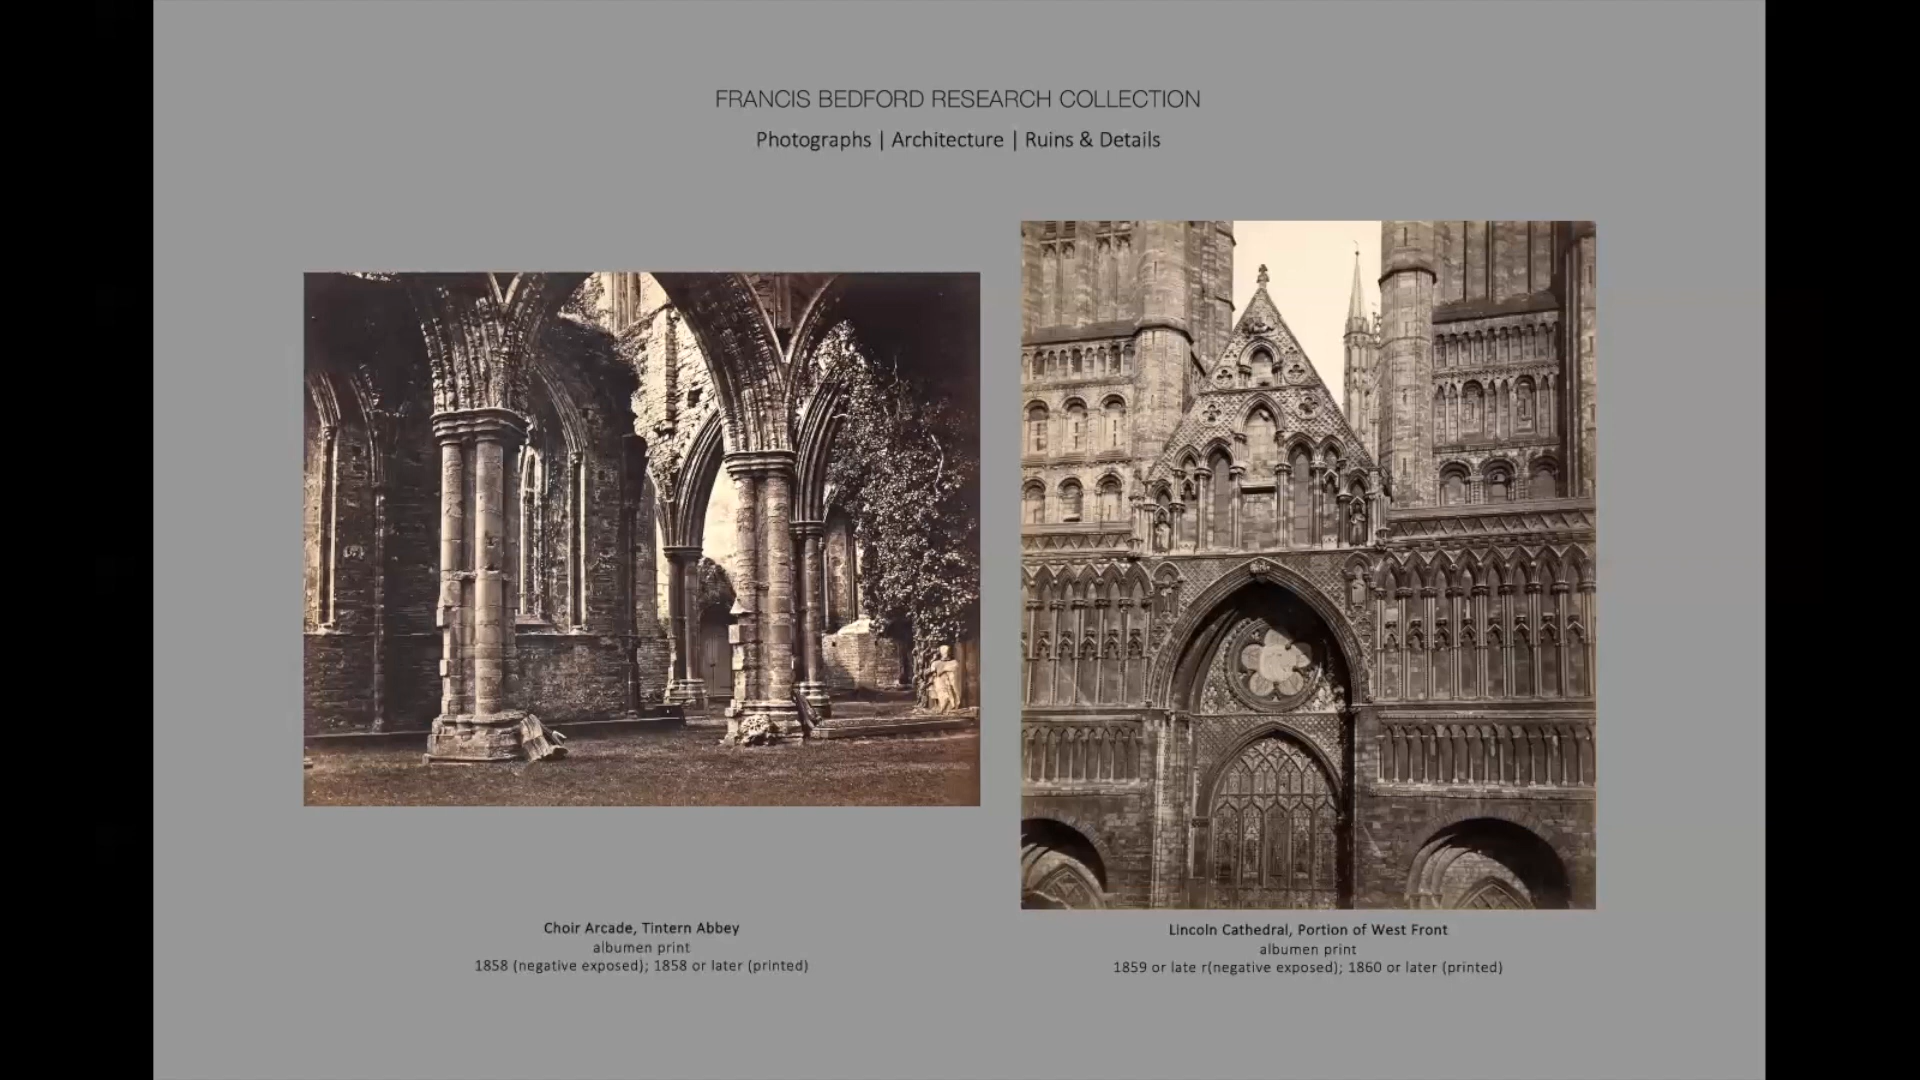 FRANCIS BEDFORD RESEARCH COLLECTION
Photographs | Architecture | Ruins & Details
Choir Arcade, Tintern Abbey
albumen print
1858 (negative exposed); 1858 or later (printed)
Lincoln Cathedral, Portion of West Front
albumen print
1859 or late r(negative exposed); 1860 or later (printed)